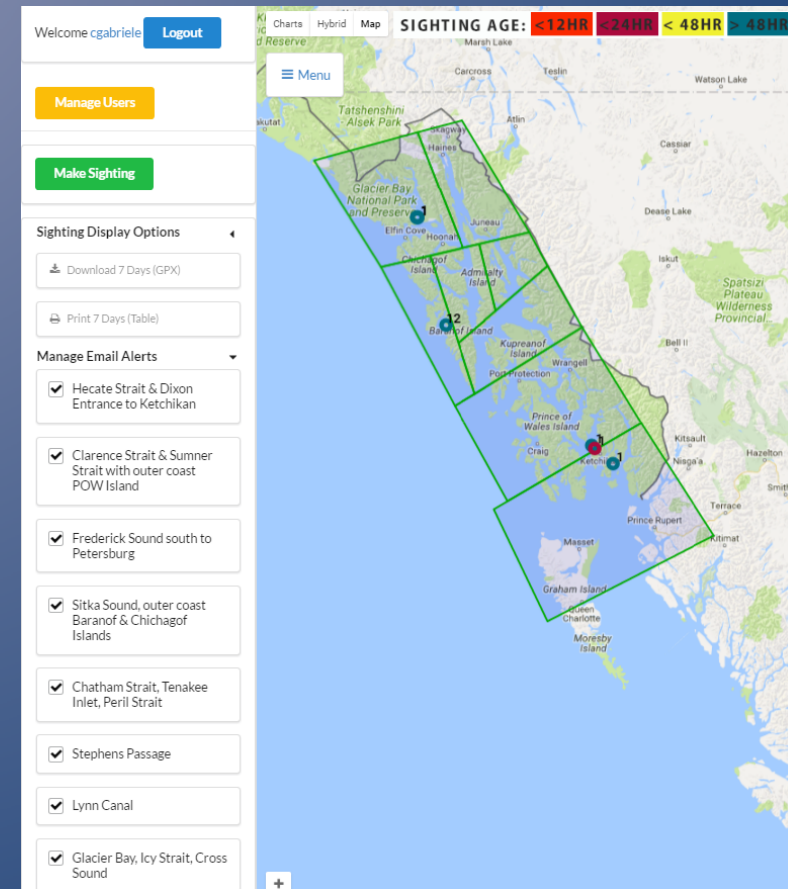 Welcome cgabriele
Logout
Manage Users
Make Sighting
Sighting Display Options
Download 7 Days (GPX)
Print 7 Days (Table)
Manage Email Alerts
Hecate Strait & Dixon
Entrance to Ketchikan
Clarence Strait & Sumner
Strait with outer coast
POW Island
Frederick Sound south to
Petersburg
Sitka Sound, outer coast
Baranof & Chichagof
Islands
Chatham Strait, Tenakee
Inlet, Peril Strait
Stephens Passage
Lynn Canal
Glacier Bay, Icy Strait, Cross
Sound
Charts
Hybrid
Map
SIGHTING AGE: <12HR <24HR < 48HR > 48HR
Menu
Marsh Lake
Carcross
Teslin
Watson Lake
Tatshenshini
Alsek Park
Atlin
Skagway
Haines
Cassiar
Glacier Bay
National Park
and Preserve
1
Elfin Cove
Hoonah
Juneau
Dease Lake
Chichagof
Island
Admiralty
Island
Iskut
Spatsizi
Plateau
Wilderness
Provincial...
12
Baranof Island
Kupreanof
Island
Wrangell
Port Protection
Bell II
Prince of
Wales Island
Craig
1
1
Kitsault
Nisga'a
Hazelton
Terrace
Prince Rupert
Kitimat
Masset
Graham Island
Queen
Charlotte
Moresby
Island
+